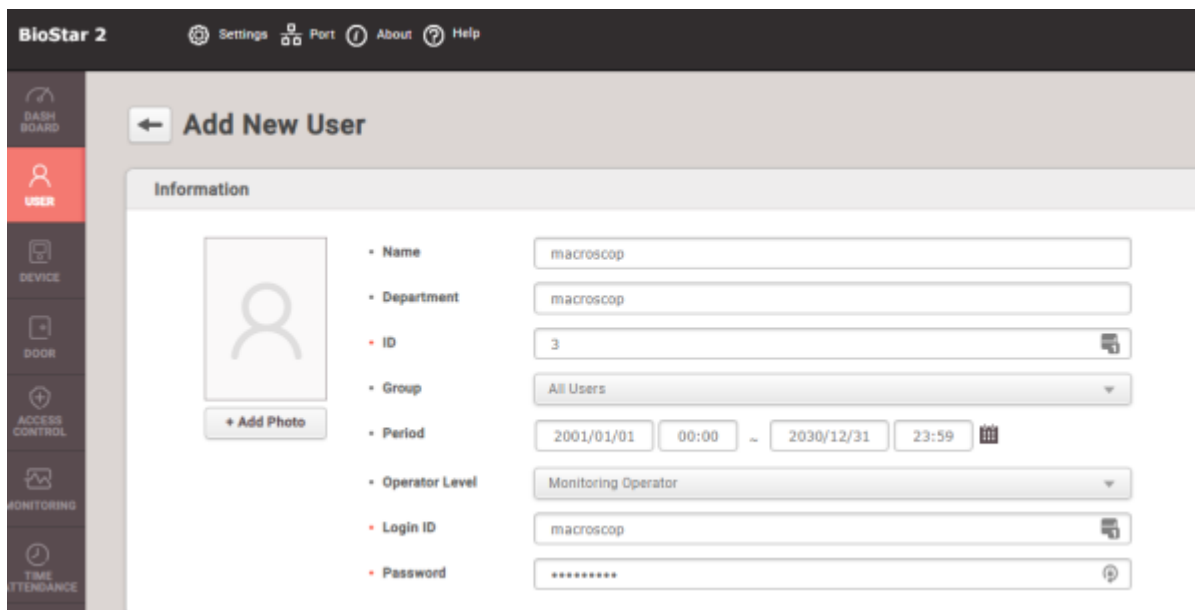 BioStar 2 Settings Port About Help
DASH
BOARD
← Add New User
USER
Information
DEVICE
DOOR
ACCESS
CONTROL
MONITORING
TIME
ATTENDANCE
+ Add Photo
• Name macroscop
• Department macroscop
• ID 3
• Group All Users
• Period 2001/01/01 00:00 ~ 2030/12/31 23:59
• Operator Level Monitoring Operator
• Login ID macroscop
• Password •••••••••